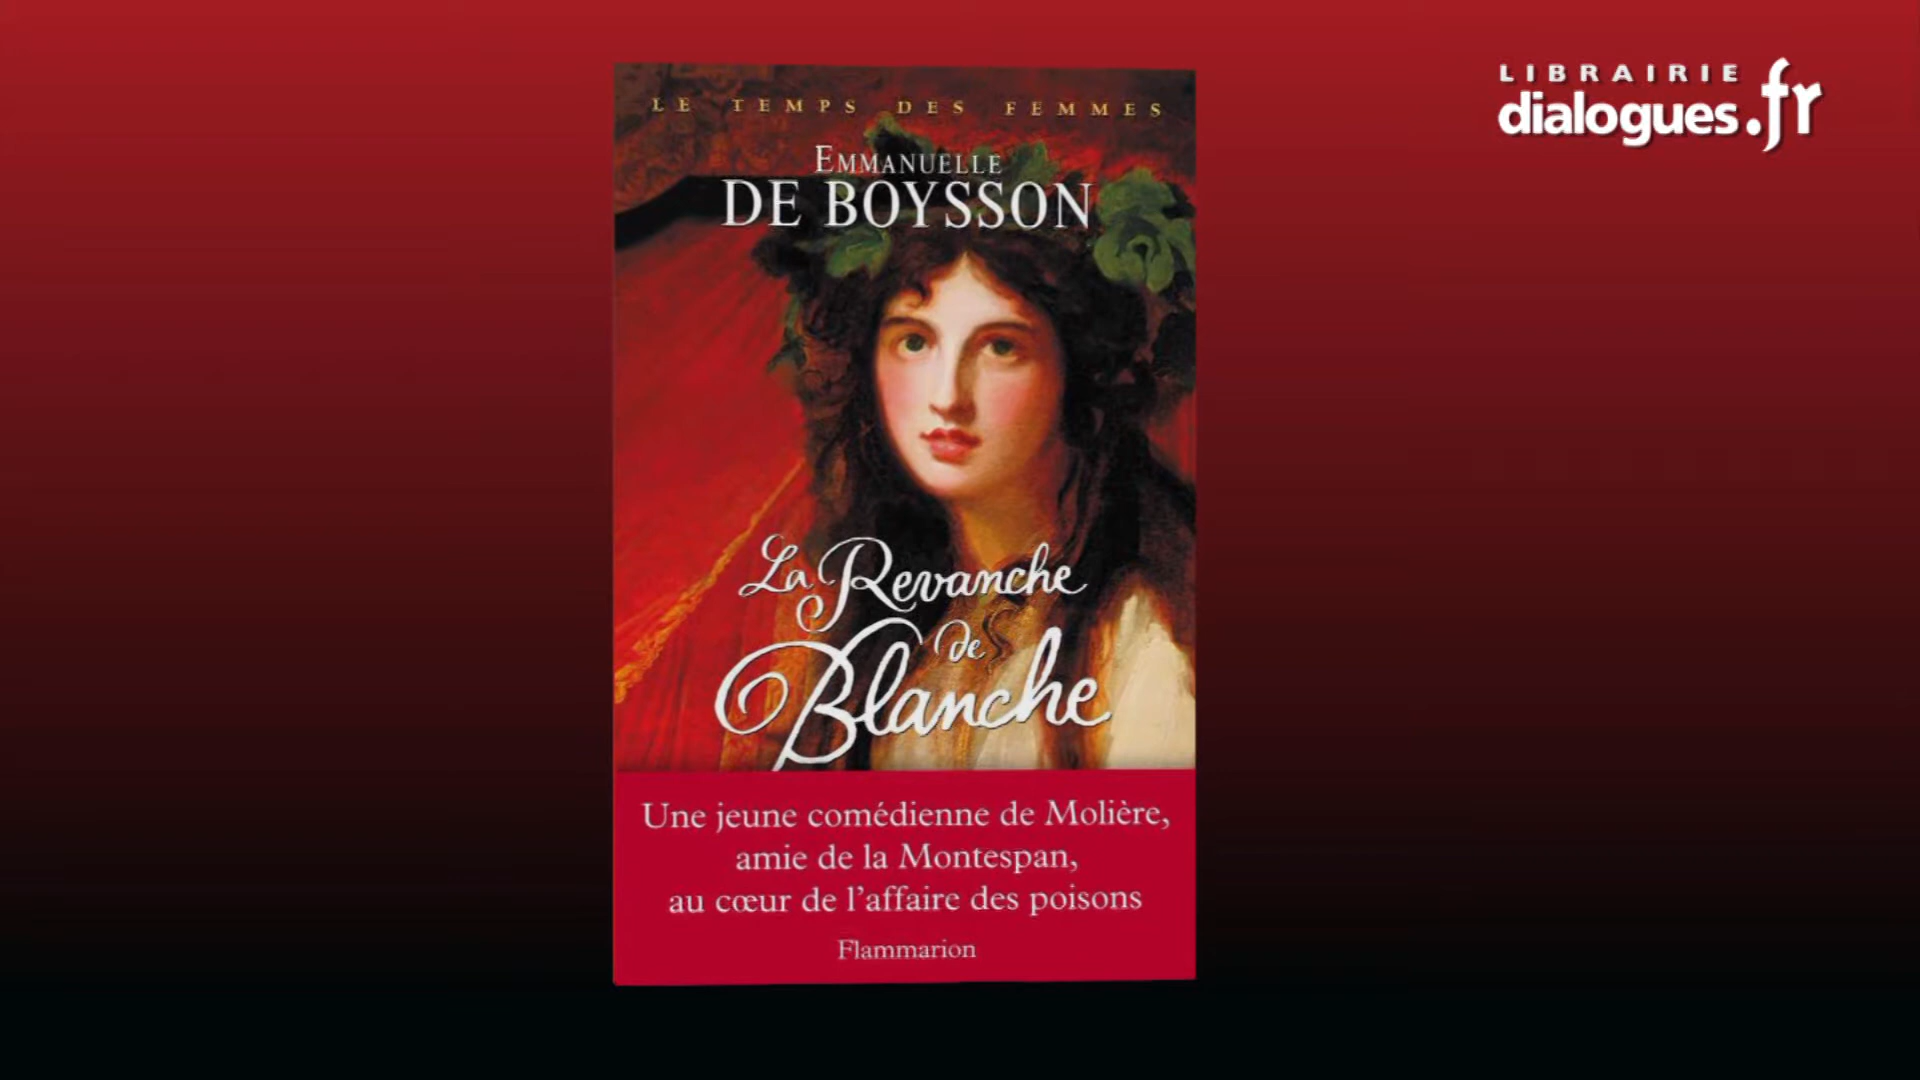 LE TEMPS DES FEMMES
EMMANUELLE
DE BOYSSON
La Revanche
de
Blanche
Une jeune comédienne de Molière,
amie de la Montespan,
au cœur de l'affaire des poisons
Flammarion
LIBRAIRIE
dialogues.fr